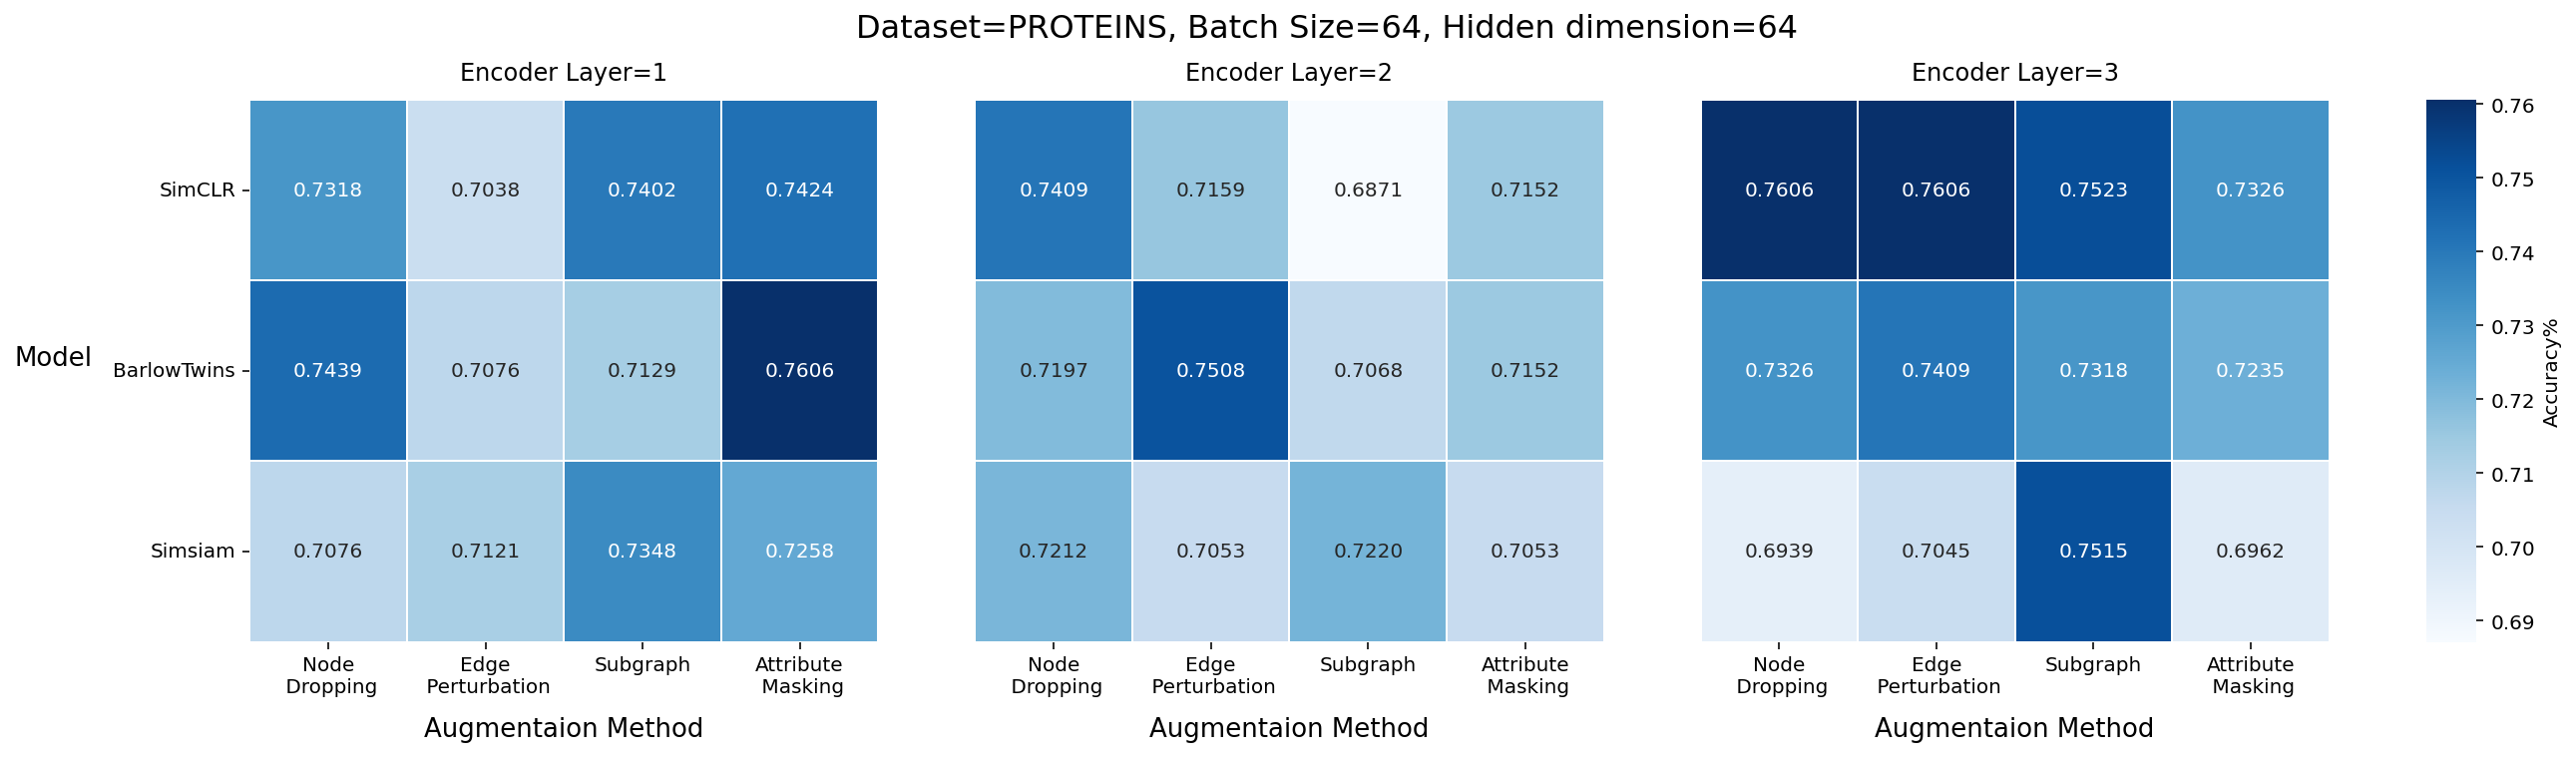 Dataset=PROTEINS, Batch Size=64, Hidden dimension=64
Encoder Layer=1
Encoder Layer=2
Encoder Layer=3
Model
SimCLR
BarlowTwins
Simsiam
0.7318 0.7038 0.7402 0.7424
0.7439 0.7076 0.7129 0.7606
0.7076 0.7121 0.7348 0.7258
Node Edge Subgraph Attribute
Dropping Perturbation Masking
Augmentaion Method
0.7409 0.7159 0.6871 0.7152
0.7197 0.7508 0.7068 0.7152
0.7212 0.7053 0.7220 0.7053
Node Edge Subgraph Attribute
Dropping Perturbation Masking
Augmentaion Method
0.7606 0.7606 0.7523 0.7326
0.7326 0.7409 0.7318 0.7235
0.6939 0.7045 0.7515 0.6962
Node Edge Subgraph Attribute
Dropping Perturbation Masking
Augmentaion Method
0.76
0.75
0.74
0.73
0.72
0.71
0.70
0.69
Accuracy%